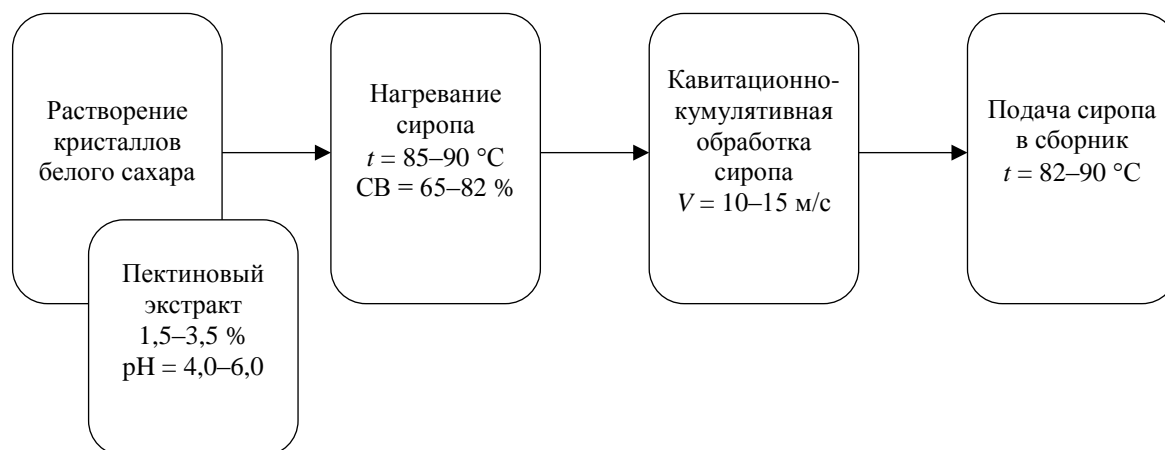 Растворение
кристаллов
белого сахара
Пектиновый
экстракт
1,5–3,5 %
pH = 4,0–6,0
Нагревание
сиропа
t = 85–90 °C
СВ = 65–82 %
Кавитационно-
кумулятивная
обработка
сиропа
V = 10–15 м/с
Подача сиропа
в сборник
t = 82–90 °C